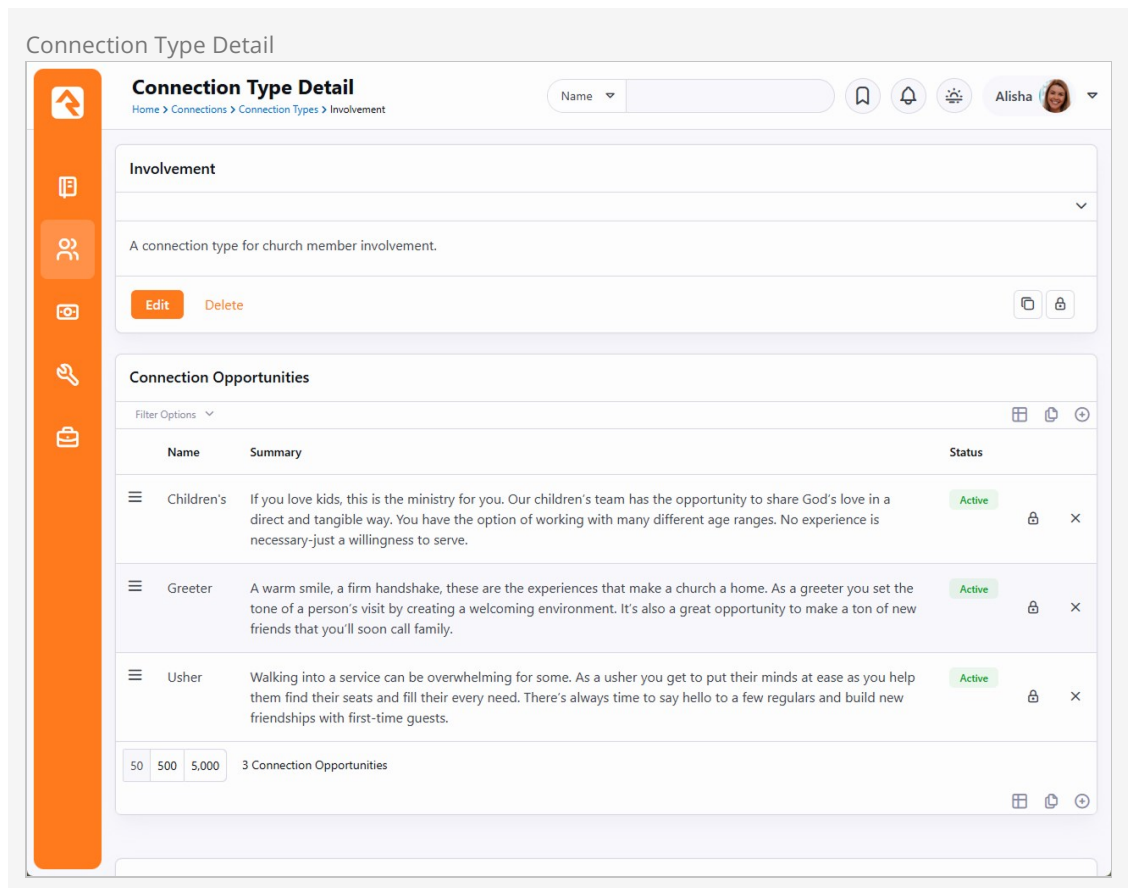 Connection Type Detail
Connection Type Detail
Home > Connections > Connection Types > Involvement
Name
Alisha
Involvement
A connection type for church member involvement.
Edit
Delete
Connection Opportunities
Filter Options
Name Summary Status
Children's If you love kids, this is the ministry for you. Our children's team has the opportunity to share God's love in a Active
direct and tangible way. You have the option of working with many different age ranges. No experience is
necessary-just a willingness to serve.
Greeter A warm smile, a firm handshake, these are the experiences that make a church a home. As a greeter you set the Active
tone of a person's visit by creating a welcoming environment. It's also a great opportunity to make a ton of new
friends that you'll soon call family.
Usher Walking into a service can be overwhelming for some. As a usher you get to put their minds at ease as you help Active
them find their seats and fill their every need. There's always time to say hello to a few regulars and build new
friendships with first-time guests.
50 500 5,000 3 Connection Opportunities